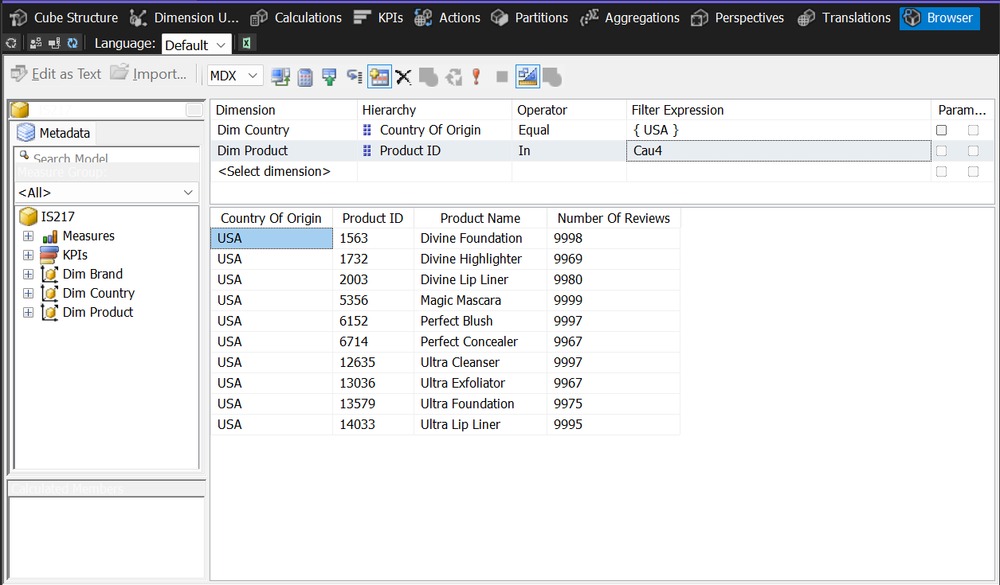 Cube Structure Dimension U... Calculations KPIs Actions Partitions Aggregations Perspectives Translations Browser
Language: Default
Edit as Text Import... MDX
Metadata
Search Model
Measure Group:
<All>
IS217
Measures
KPIs
Dim Brand
Dim Country
Dim Product
Calculated Members
Dimension Hierarchy Operator Filter Expression Param...
Dim Country Country Of Origin Equal { USA }
Dim Product Product ID In Cau4
<Select dimension>
Country Of Origin Product ID Product Name Number Of Reviews
USA 1563 Divine Foundation 9998
USA 1732 Divine Highlighter 9969
USA 2003 Divine Lip Liner 9980
USA 5356 Magic Mascara 9999
USA 6152 Perfect Blush 9997
USA 6714 Perfect Concealer 9967
USA 12635 Ultra Cleanser 9997
USA 13036 Ultra Exfoliator 9967
USA 13579 Ultra Foundation 9975
USA 14033 Ultra Lip Liner 9995